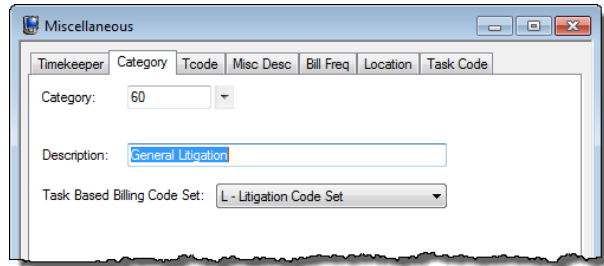 Miscellaneous
Timekeeper Category Tcode Misc Desc Bill Freq Location Task Code
Category: 60
Description: General Litigation
Task Based Billing Code Set: L - Litigation Code Set